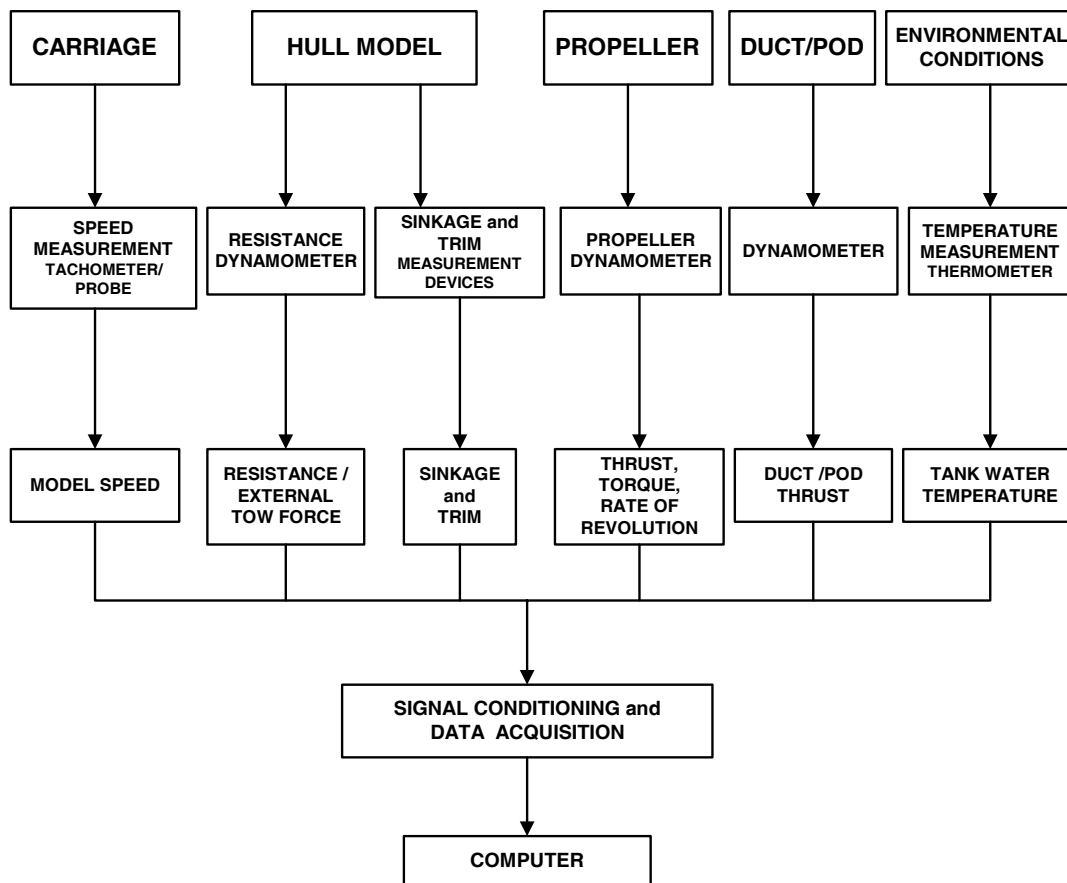 CARRIAGE
HULL MODEL
PROPELLER
DUCT/POD
ENVIRONMENTAL
CONDITIONS
SPEED
MEASUREMENT
TACHOMETER/
PROBE
RESISTANCE
DYNAMOMETER
SINKAGE and
TRIM
MEASUREMENT
DEVICES
PROPELLER
DYNAMOMETER
DYNAMOMETER
TEMPERATURE
MEASUREMENT
THERMOMETER
MODEL SPEED
RESISTANCE /
EXTERNAL
TOW FORCE
SINKAGE
and
TRIM
THRUST,
TORQUE,
RATE OF
REVOLUTION
DUCT /POD
THRUST
TANK WATER
TEMPERATURE
SIGNAL CONDITIONING and
DATA ACQUISITION
COMPUTER